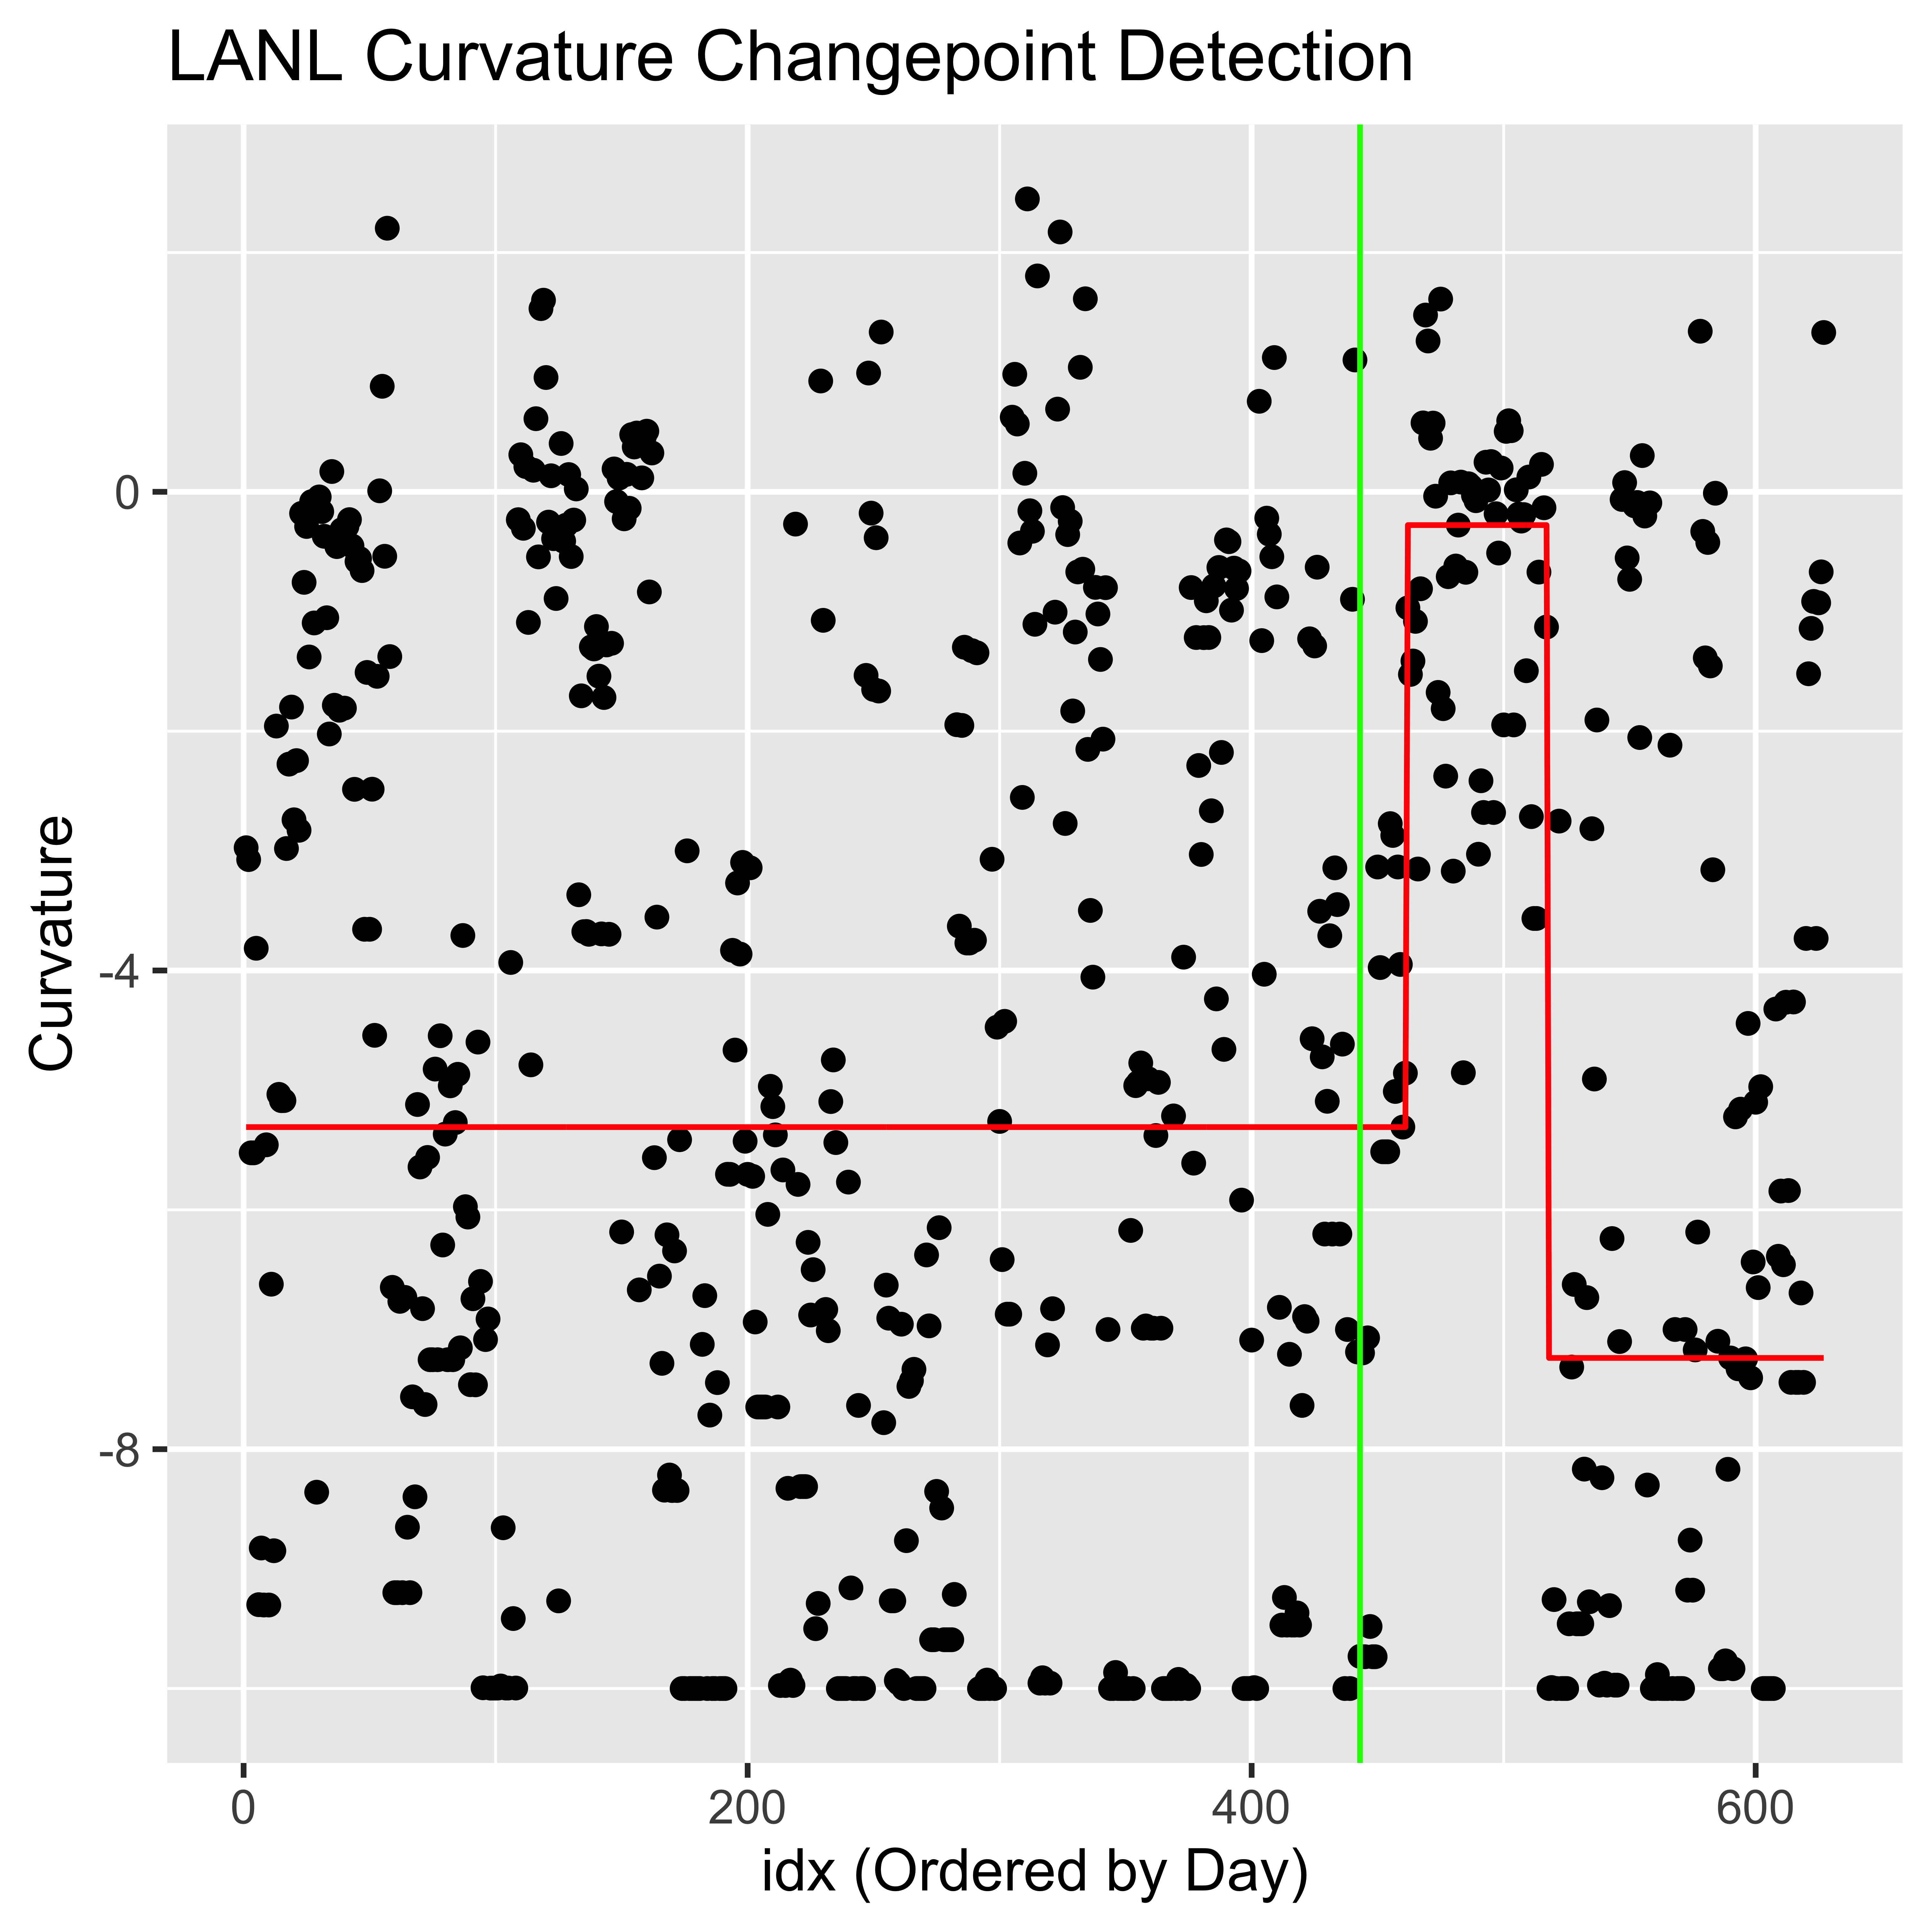 LANL Curvature Changepoint Detection
Curvature
0
-4
-8
0 200 400 600
idx (Ordered by Day)